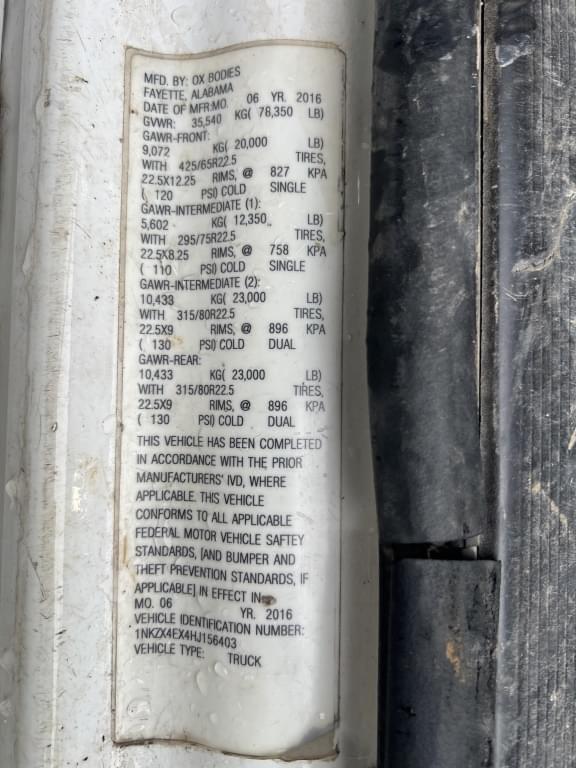 MFD. BY: OX BODIES
FAYETTE, ALABAMA
DATE OF MFR:MO. 06 YR. 2016
GVWR: 35,540 KG( 78,350 LB)
GAWR-FRONT:
9,072 KG( 20,000 LB)
WITH 425/65R22.5 TIRES,
22.5X12.25 RIMS, @ 827 KPA
( 120 PSI) COLD SINGLE
GAWR-INTERMEDIATE (1):
5,602 KG( 12,350 LB)
WITH 295/75R22.5 TIRES,
22.5X8.25 RIMS, @ 758 KPA
( 110 PSI) COLD SINGLE
GAWR-INTERMEDIATE (2):
10,433 KG( 23,000 LB)
WITH 315/80R22.5 TIRES,
22.5X9 RIMS, @ 896 KPA
( 130 PSI) COLD DUAL
GAWR-REAR:
10,433 KG( 23,000 LB)
WITH 315/80R22.5 TIRES,
22.5X9 RIMS, @ 896 KPA
( 130 PSI) COLD DUAL
THIS VEHICLE HAS BEEN COMPLETED
IN ACCORDANCE WITH THE PRIOR
MANUFACTURERS' IVD, WHERE
APPLICABLE. THIS VEHICLE
CONFORMS TO ALL APPLICABLE
FEDERAL MOTOR VEHICLE SAFTEY
STANDARDS, [AND BUMPER AND
THEFT PREVENTION STANDARDS, IF
APPLICABLE] IN EFFECT IN
MO. 06 YR. 2016
VEHICLE IDENTIFICATION NUMBER:
1NKZX4EX4HJ156403
VEHICLE TYPE: TRUCK